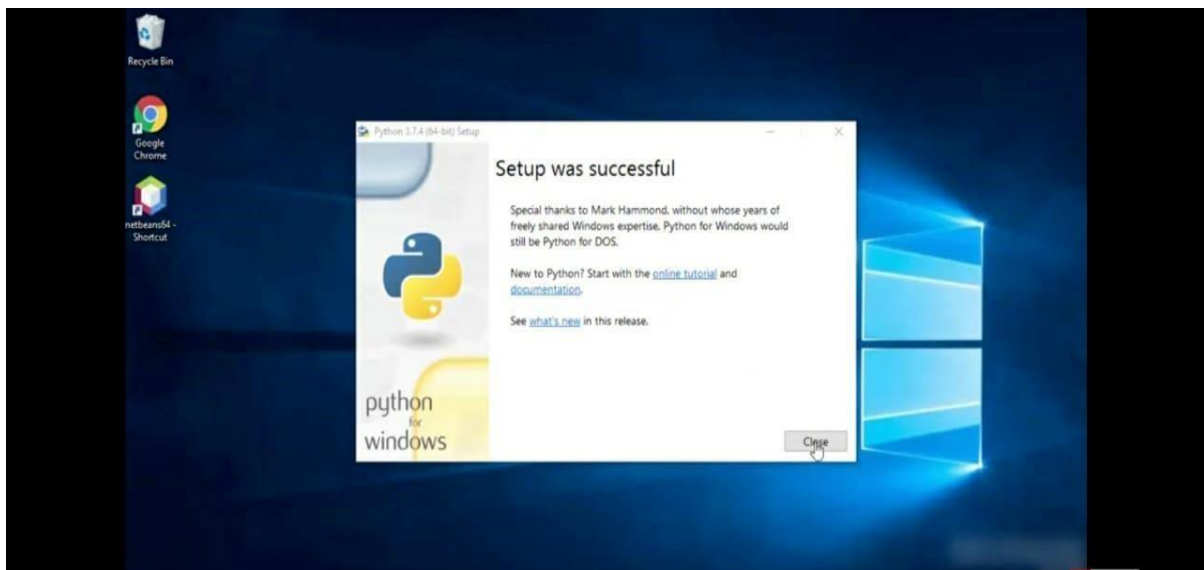 Recycle Bin
Google
Chrome
netbeans64 -
Shortcut
Python 3.7.4 (64-bit) Setup
Setup was successful
Special thanks to Mark Hammond, without whose years of
freely shared Windows expertise, Python for Windows would
still be Python for DOS.
New to Python? Start with the online tutorial and
documentation.
See what's new in this release.
python
for
windows
Close